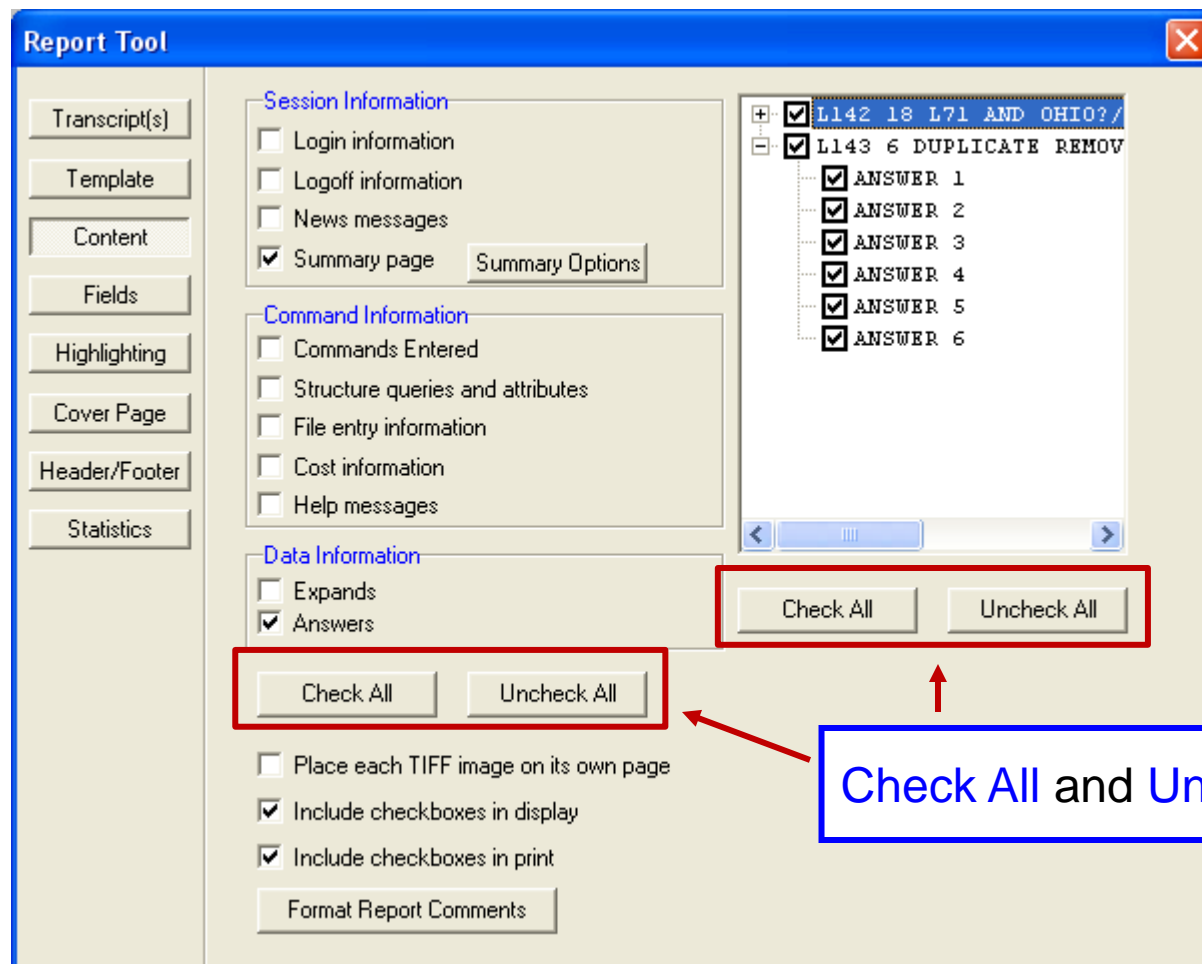 Report Tool
Transcript(s)
Template
Content
Fields
Highlighting
Cover Page
Header/Footer
Statistics
Session Information
Login information
Logoff information
News messages
Summary page
Summary Options
Command Information
Commands Entered
Structure queries and attributes
File entry information
Cost information
Help messages
Data Information
Expands
Answers
Check All Uncheck All
Place each TIFF image on its own page
Include checkboxes in display
Include checkboxes in print
Format Report Comments
L142 18 L71 AND OHIO?/
L143 6 DUPLICATE REMOV
ANSWER 1
ANSWER 2
ANSWER 3
ANSWER 4
ANSWER 5
ANSWER 6
Check All Uncheck All
Check All and Un